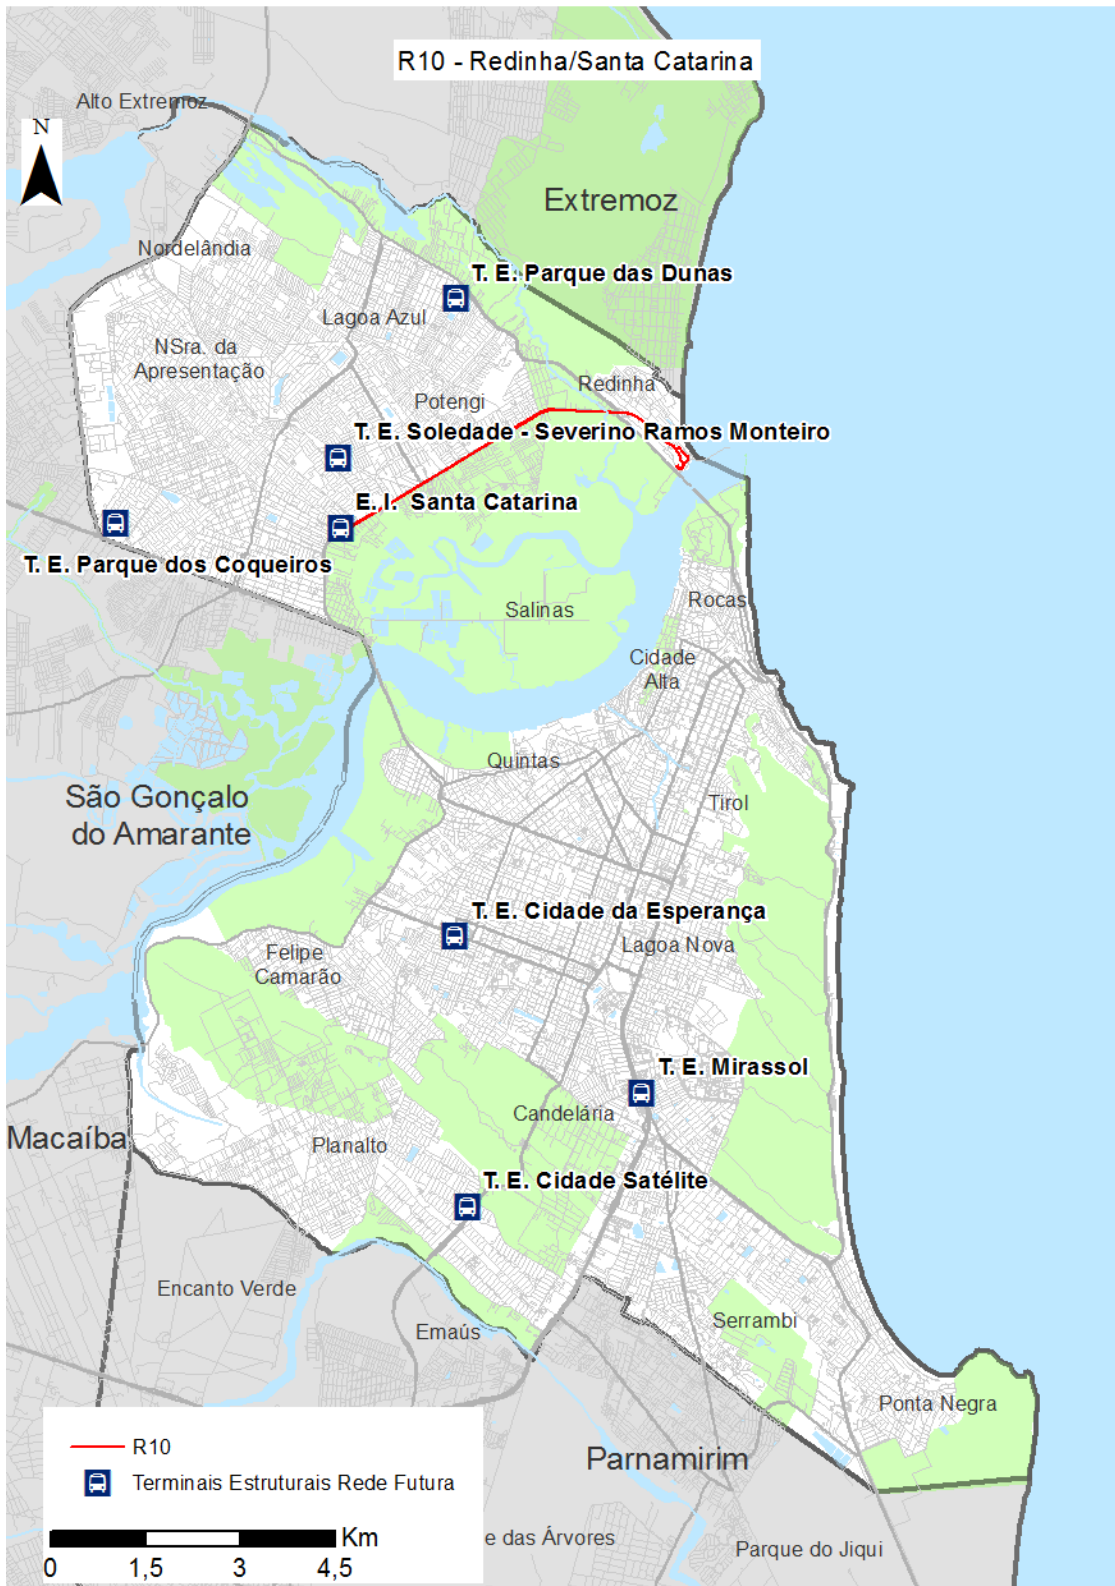 R10 - Redinha/Santa Catarina
Alto Extremoz
N
Extremoz
Nordelândia
T. E. Parque das Dunas
Lagoa Azul
NSra. da
Apresentação
Redinha
Potengi
T. E. Soledade - Severino Ramos Monteiro
E. I. Santa Catarina
T. E. Parque dos Coqueiros
Salinas
Rocas
Cidade
Alta
Quintas
São Gonçalo
do Amarante
Tirol
T. E. Cidade da Esperança
Lagoa Nova
Felipe
Camarão
T. E. Mirassol
Candelária
Macaíba
Planalto
T. E. Cidade Satélite
Encanto Verde
Emaús
Serrambi
Ponta Negra
Parnamirim
R10
Terminais Estruturais Rede Futura
Km
0 1,5 3 4,5
e das Árvores
Parque do Jiqui